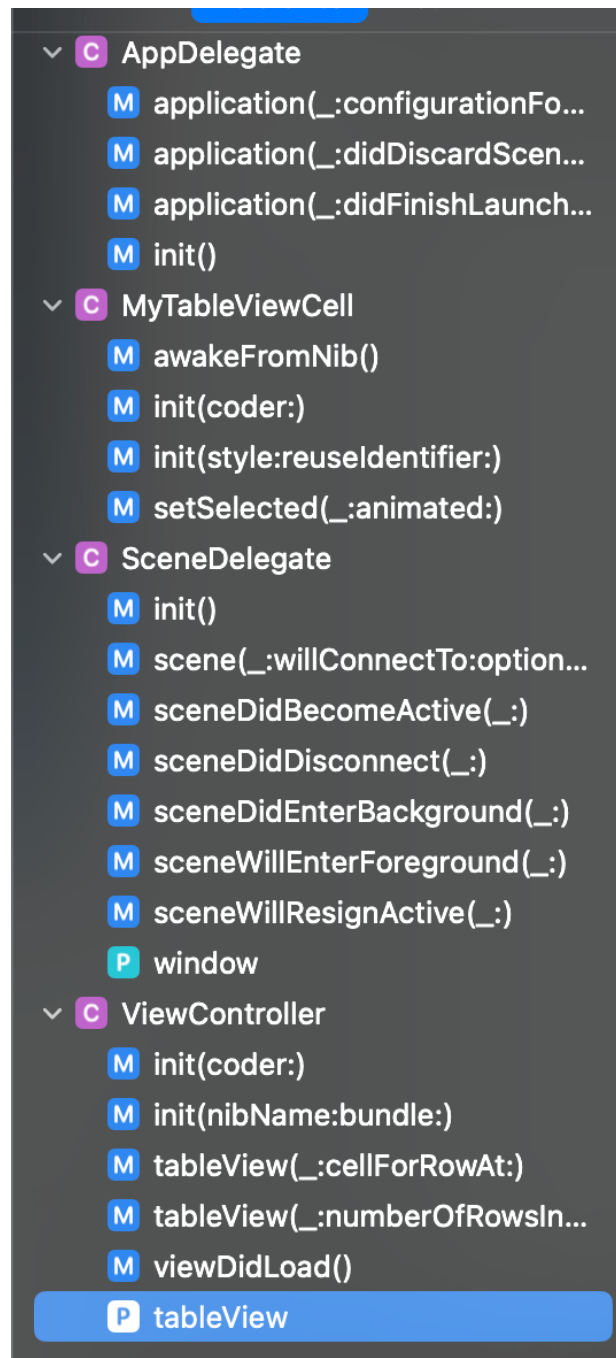 C AppDelegate
M application(_:configurationFo...
M application(_:didDiscardScen...
M application(_:didFinishLaunch...
M init()
C MyTableViewCell
M awakeFromNib()
M init(coder:)
M init(style:reuseIdentifier:)
M setSelected(_:animated:)
C SceneDelegate
M init()
M scene(_:willConnectTo:option...
M sceneDidBecomeActive(_:)
M sceneDidDisconnect(_:)
M sceneDidEnterBackground(_:)
M sceneWillEnterForeground(_:)
M sceneWillResignActive(_:)
P window
C ViewController
M init(coder:)
M init(nibName:bundle:)
M tableView(_:cellForRowAt:)
M tableView(_:numberOfRowsIn...
M viewDidLoad()
P tableView